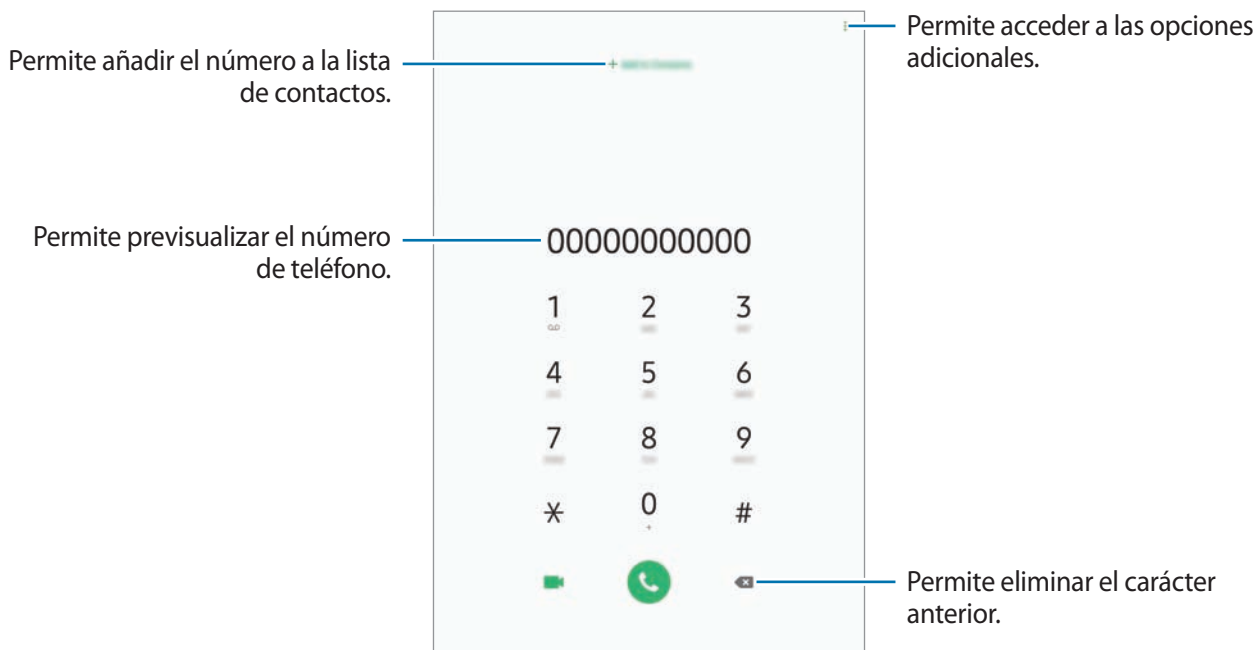 Permite acceder a las opciones
adicionales.
Permite añadir el número a la lista
de contactos.
+
Permite previsualizar el número
de teléfono.
00000000000
1 2 3
4 5 6
7 8 9
* 0 #
+
Permite eliminar el carácter
anterior.